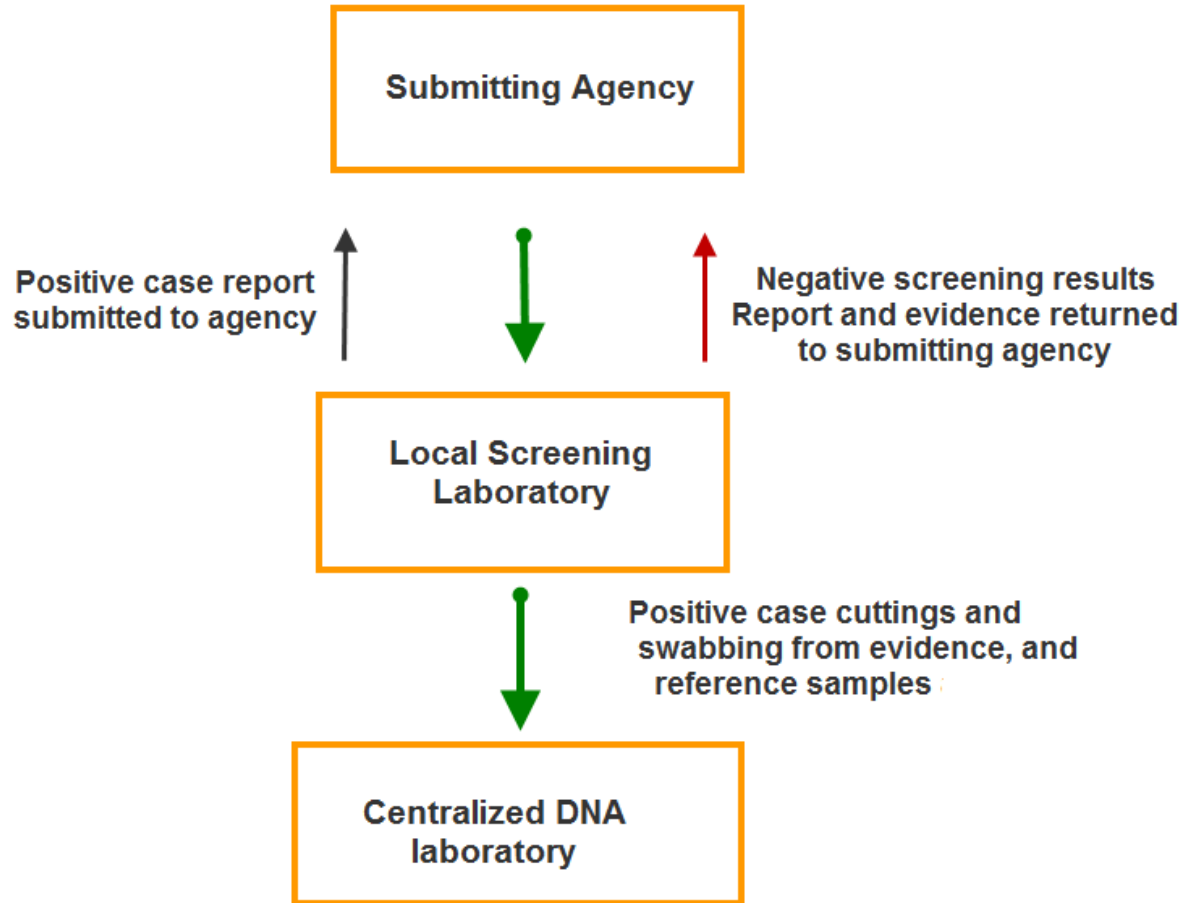 Submitting Agency
Positive case report
submitted to agency
Negative screening results
Report and evidence returned
to submitting agency
Local Screening
Laboratory
Positive case cuttings and
swabbing from evidence, and
reference samples
Centralized DNA
laboratory